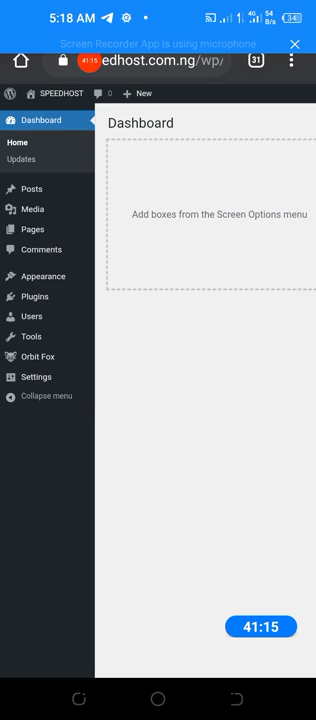 5:18 AM
4G
54
B/s
34
Screen Recorder App is using microphone
41:15
edhost.com.ng/wp/
31
SPEEDHOST
0
New
Dashboard
Home
Updates
Posts
Media
Pages
Comments
Appearance
Plugins
Users
Tools
Orbit Fox
Settings
Collapse menu
Dashboard
Add boxes from the Screen Options menu
41:15